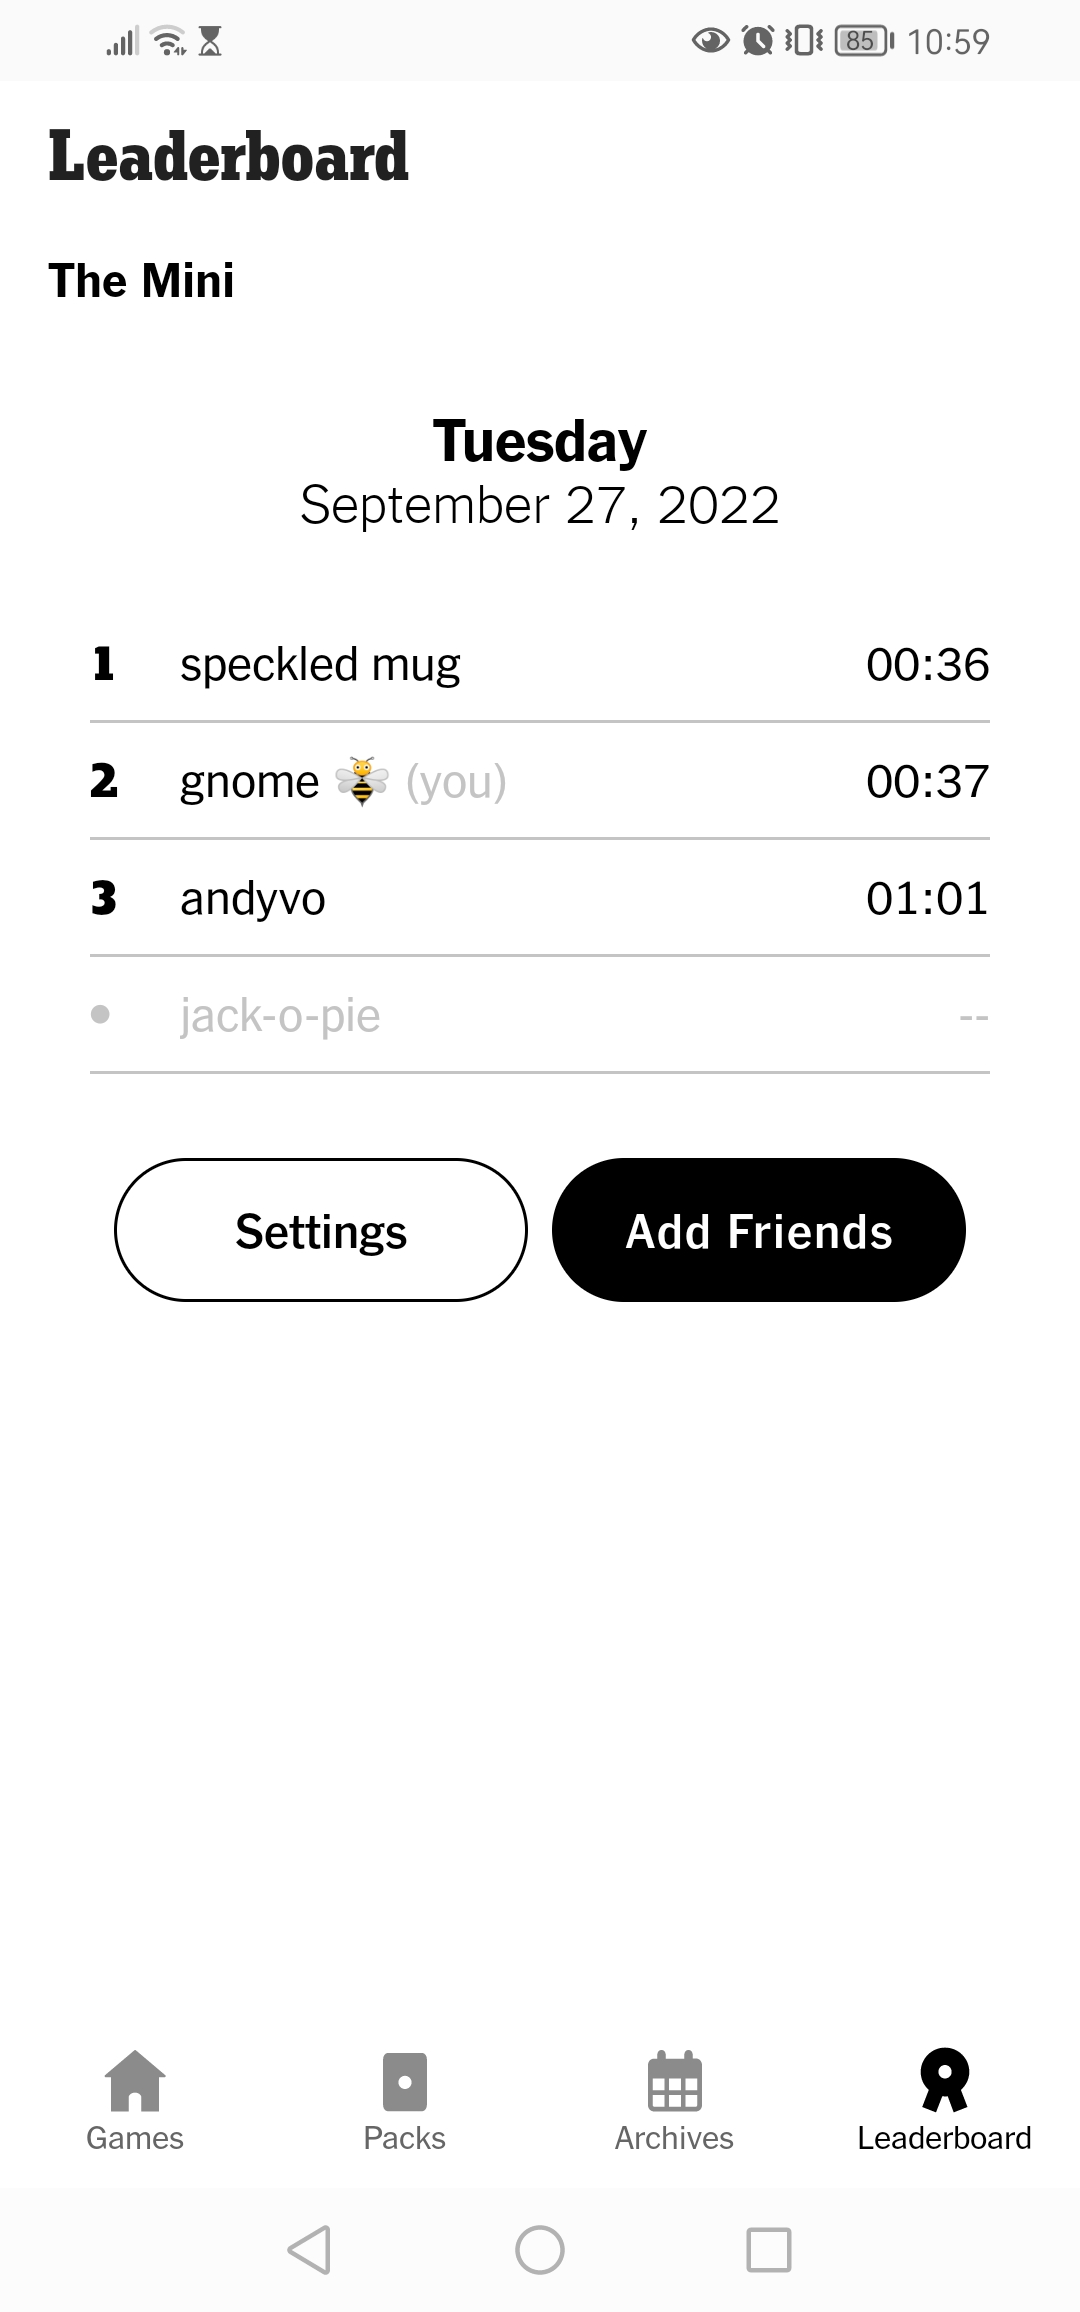 85 10:59
Leaderboard
The Mini
Tuesday
September 27, 2022
1 speckled mug 00:36
2 gnome 🐝 (you) 00:37
3 andyvo 01:01
• jack-o-pie --
Settings Add Friends
Games Packs Archives Leaderboard